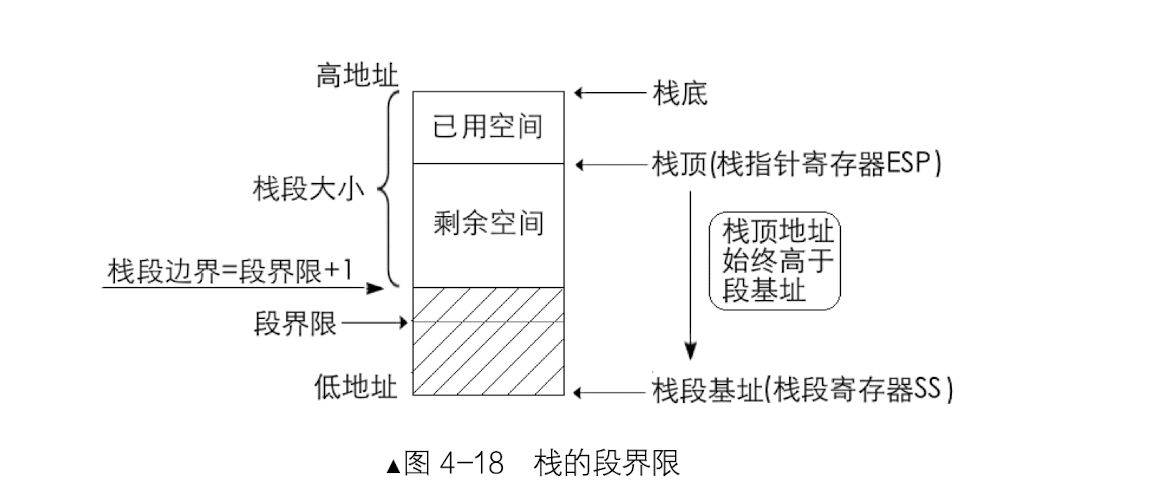 高地址
栈底
已用空间
栈顶(栈指针寄存器ESP)
栈段大小
剩余空间
栈顶地址
始终高于
段基址
栈段边界=段界限+1
段界限
低地址
栈段基址(栈段寄存器SS)
▲图 4-18 栈的段界限